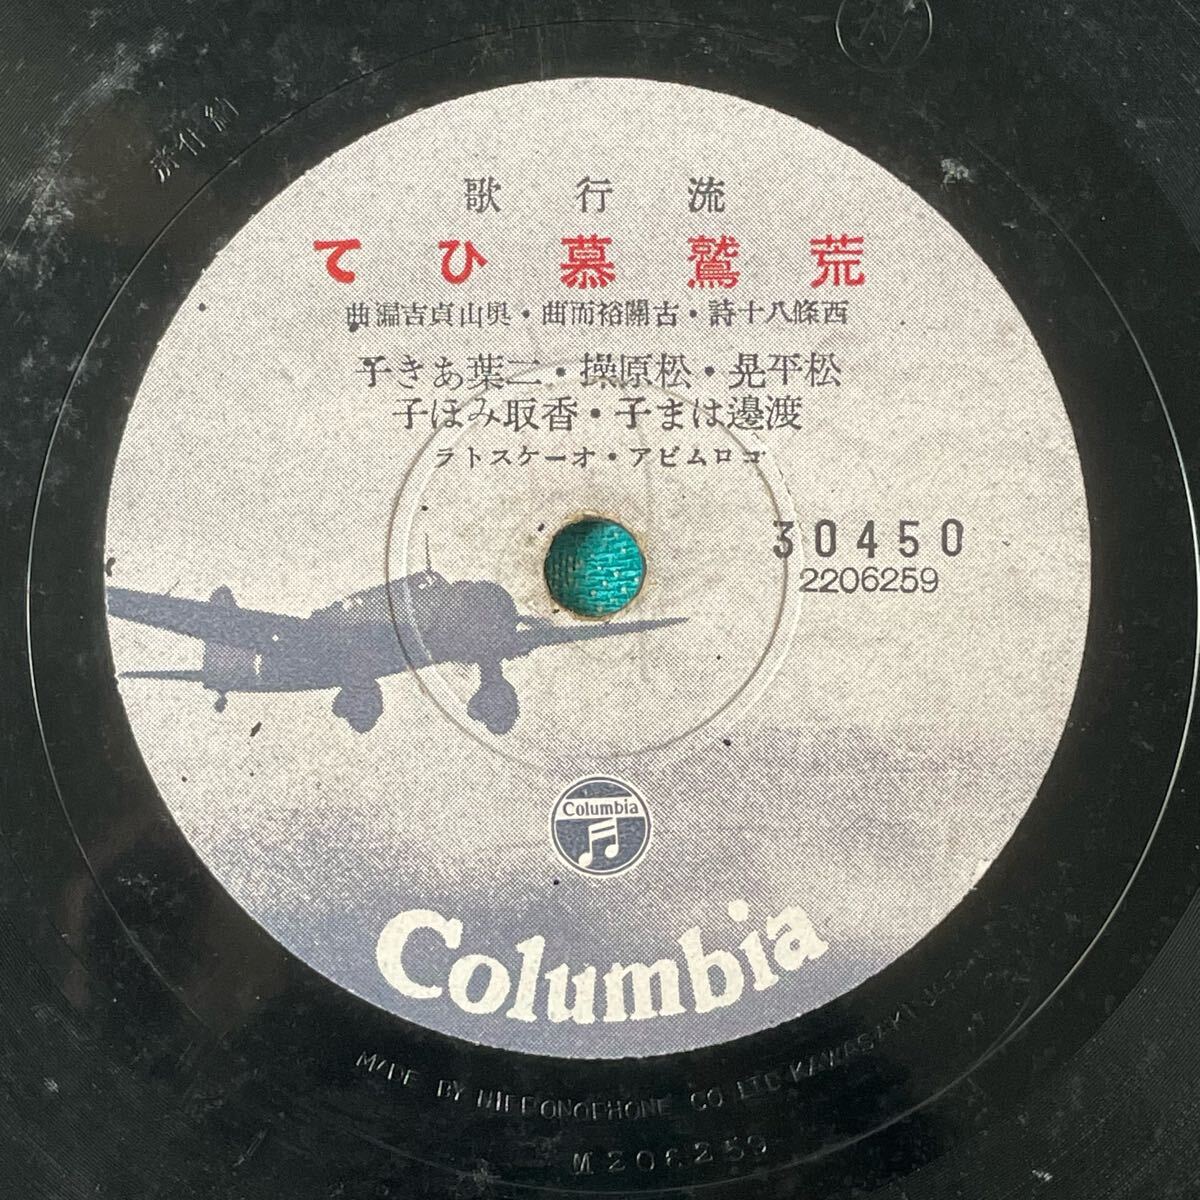 流行歌
荒鷲慕ひて
西條八十詩・古關裕而曲・奥山貞吉編曲
松平晃・松原操・二葉あき子
渡邊はま子・香取みほ子
コロムビア・オーケストラ
30450
2206259
Columbia
Columbia
MADE BY NIPPONOPHONE CO LTD KAWASAKI
M206259